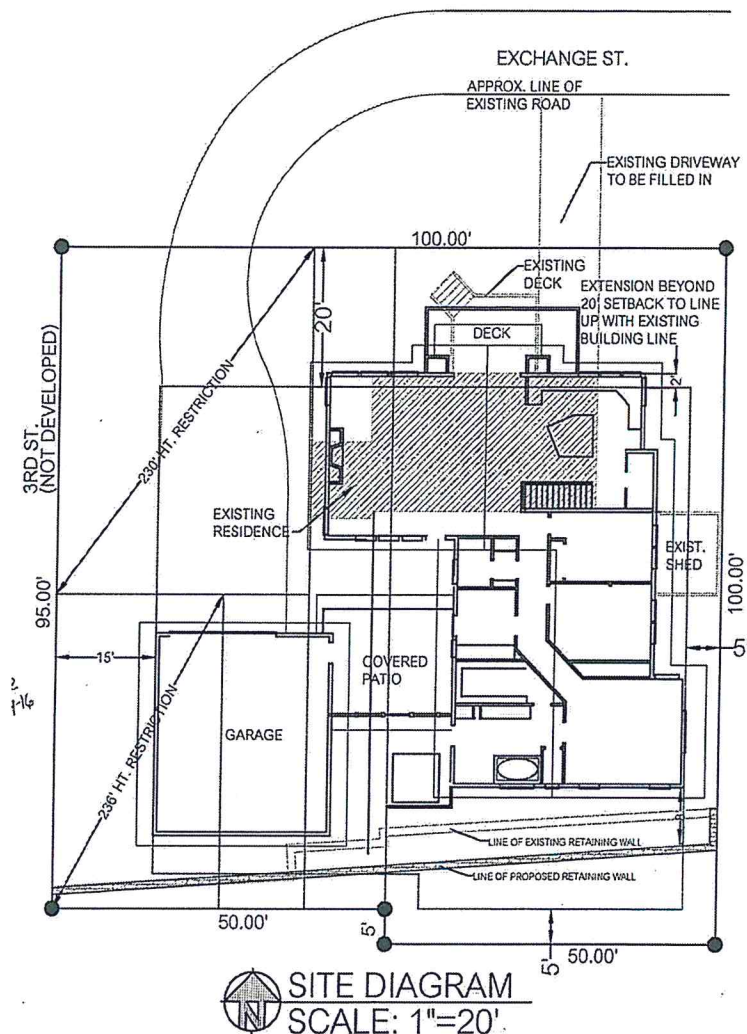 EXCHANGE ST.
APPROX. LINE OF
EXISTING ROAD
EXISTING DRIVEWAY
TO BE FILLED IN
100.00'
EXISTING
DECK
EXTENSION BEYOND
20' SETBACK TO LINE
UP WITH EXISTING
BUILDING LINE
20'
DECK
2'
3RD ST.
(NOT DEVELOPED)
230' HT. RESTRICTION
EXISTING
RESIDENCE
EXIST.
SHED
95.00'
100.00'
15'
5'
COVERED
PATIO
236' HT. RESTRICTION
GARAGE
LINE OF EXISTING RETAINING WALL
LINE OF PROPOSED RETAINING WALL
50.00'
5'
5'
50.00'
N
SITE DIAGRAM
SCALE: 1"=20'